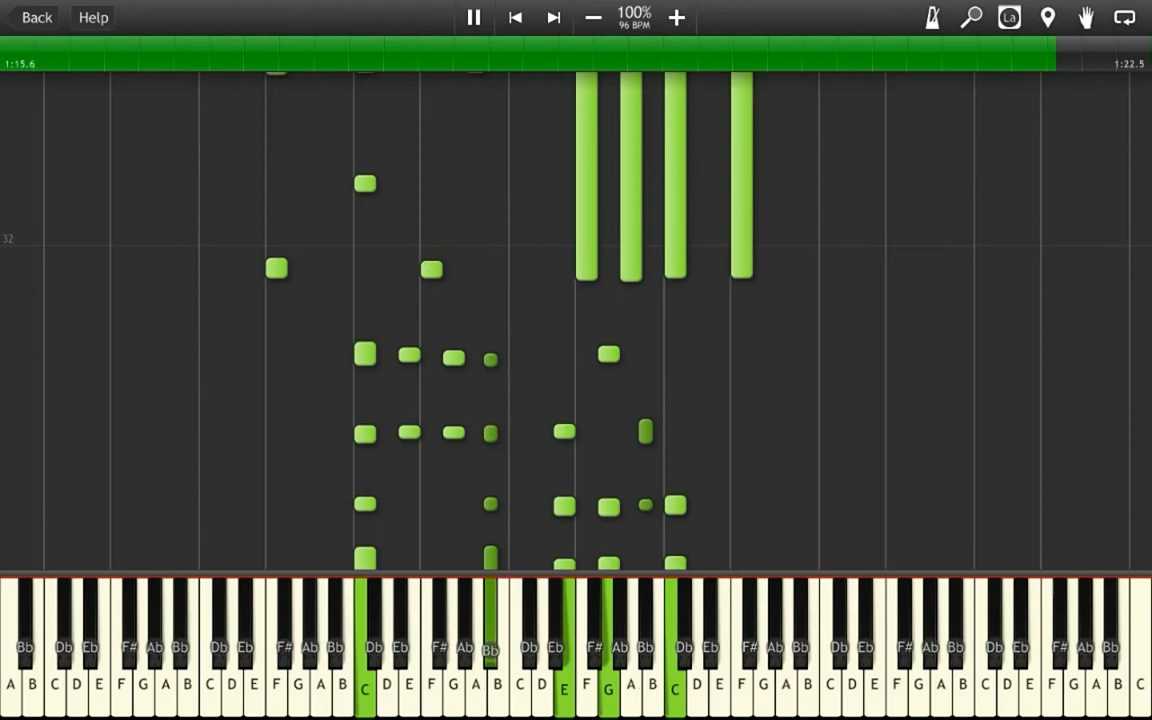 Back Help 100% La
96 BPM
1:15.6 1:22.5
32
Bb Db Eb F# Ab Bb Db Eb F# Ab Bb Db Eb F# Ab Bb Db Eb F# Ab Bb Db Eb F# Ab Bb Db Eb F# Ab Bb Db Eb F# Ab Bb
A B C D E F G A B C D E F G A B C D E F G A B C D E F G A B C D E F G A B C D E F G A B C D E F G A B C